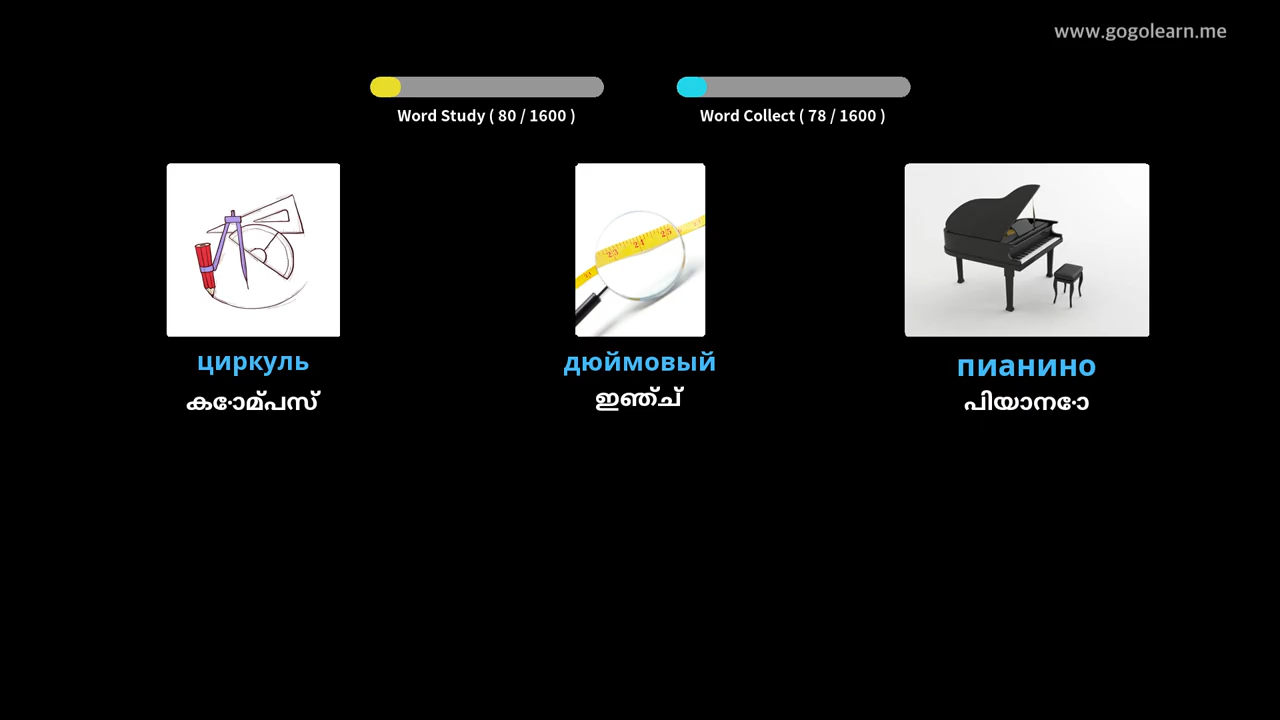 www.gogolearn.me
Word Study ( 80 / 1600 )
Word Collect ( 78 / 1600 )
циркуль
дюймовый
пианино
കോമ്പസ്
ഇഞ്ച്
പിയാനോ